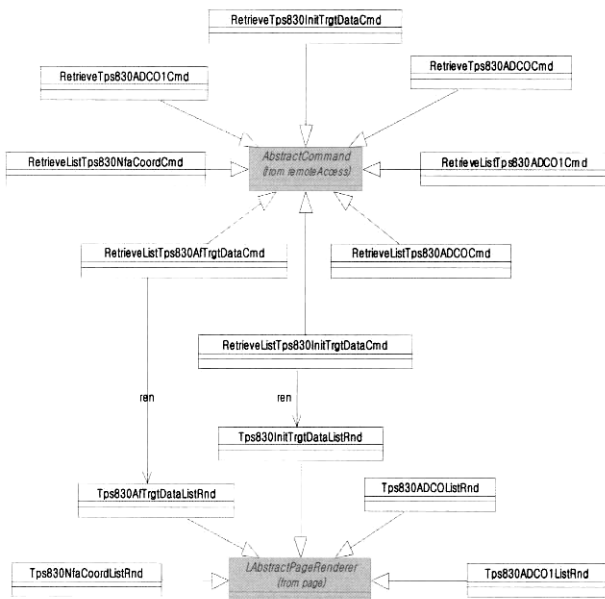 RetrieveTps830InitTrgtDataCmd
RetrieveTps830ADCO1Cmd
RetrieveTps830ADCOCmd
AbstractCommand
(from remoteAccess)
RetrieveListTps830NfaCoordCmd
RetrieveListTps830ADCO1Cmd
RetrieveListTps830AfTrgtDataCmd
RetrieveListTps830ADCOCmd
RetrieveListTps830InitTrgtDataCmd
ren
ren
Tps830InitTrgtDataListRnd
Tps830AfTrgtDataListRnd
Tps830ADCOListRnd
LAbstractPageRenderer
(from page)
Tps830NfaCoordListRnd
Tps830ADCO1ListRnd